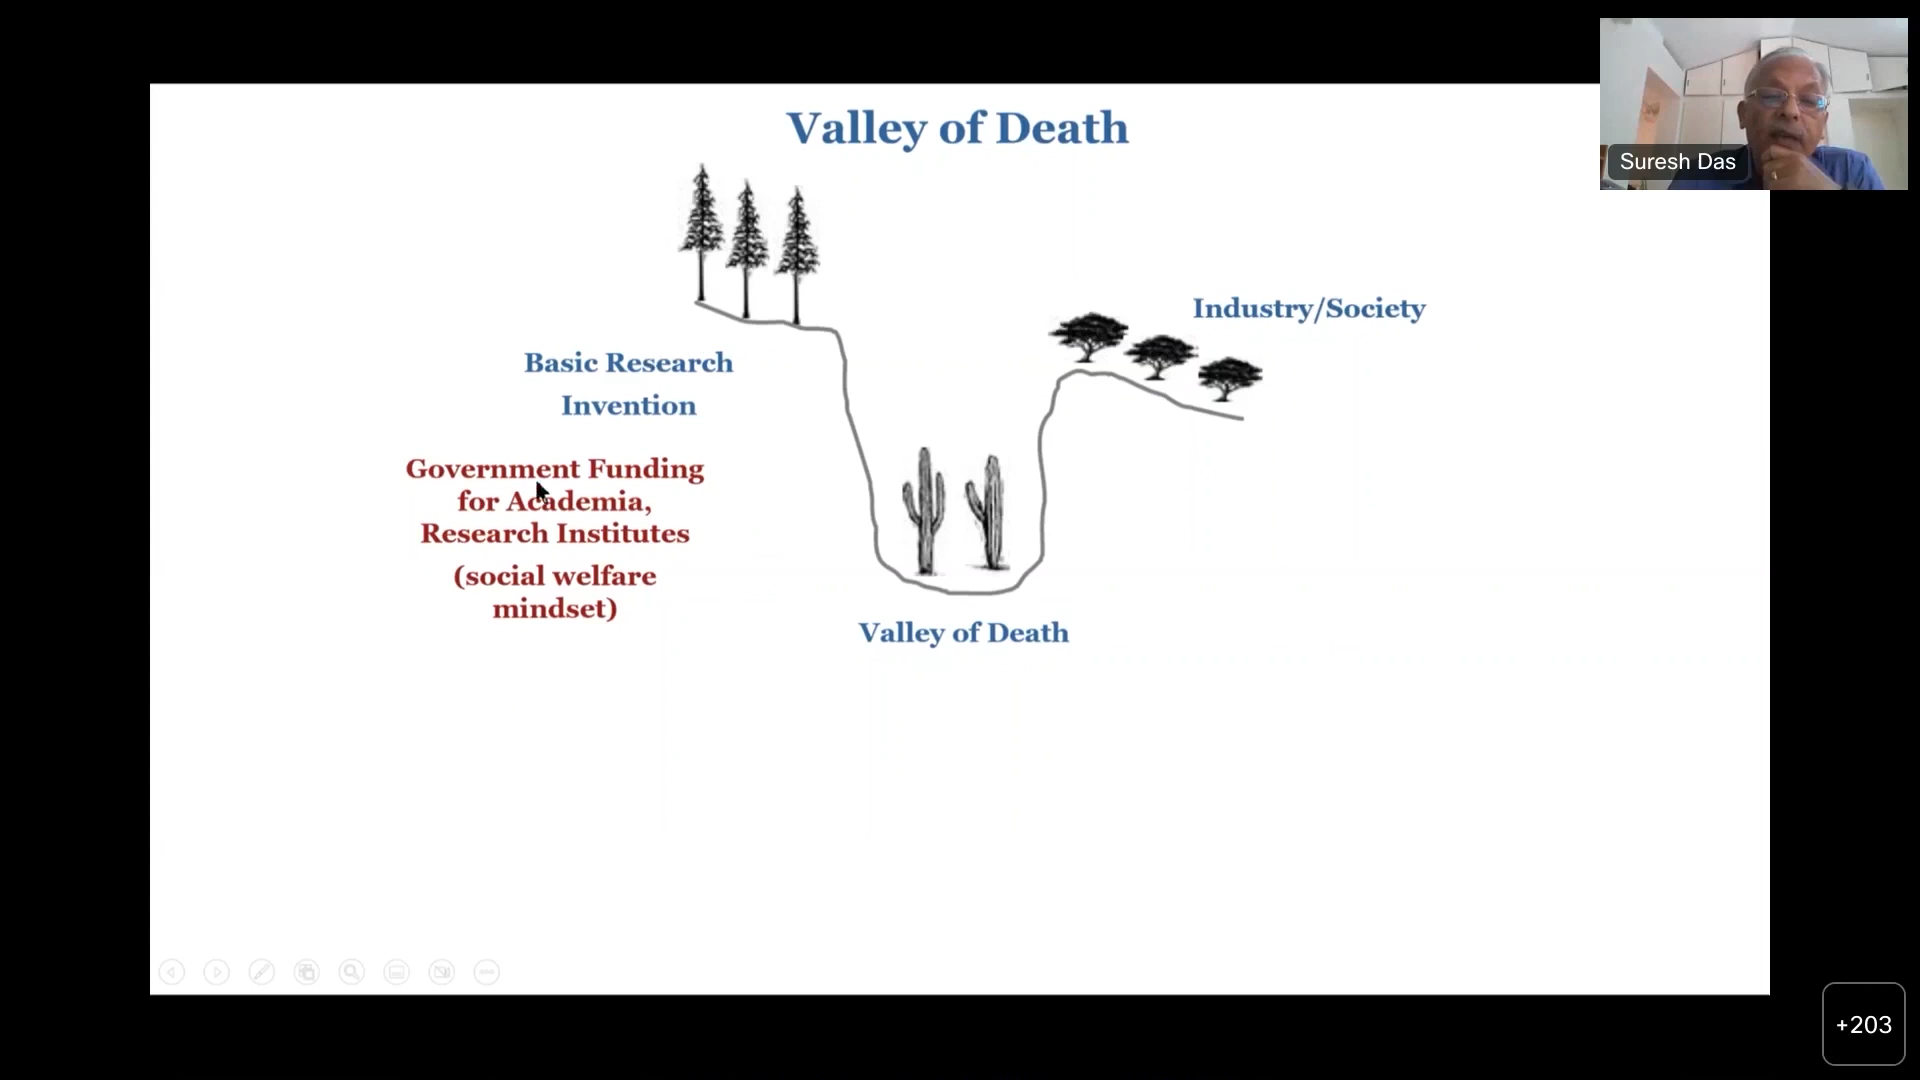 Valley of Death
Suresh Das
Industry/Society
Basic Research
Invention
Government Funding
for Academia,
Research Institutes
(social welfare
mindset)
Valley of Death
+203